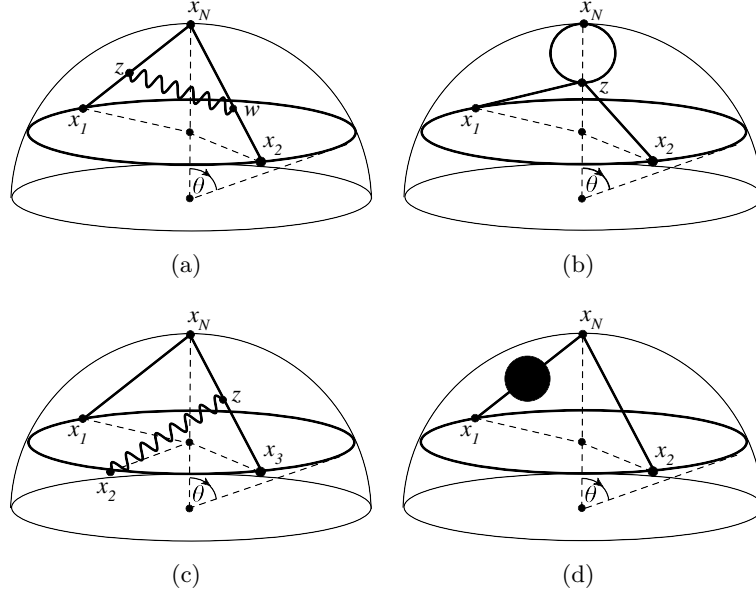 x_N x_N
z
w z
x_1 x_1
x_2 x_2
θ θ
(a) (b)
x_N x_N
z
x_1 x_3 x_1 x_2
x_2
θ θ
(c) (d)